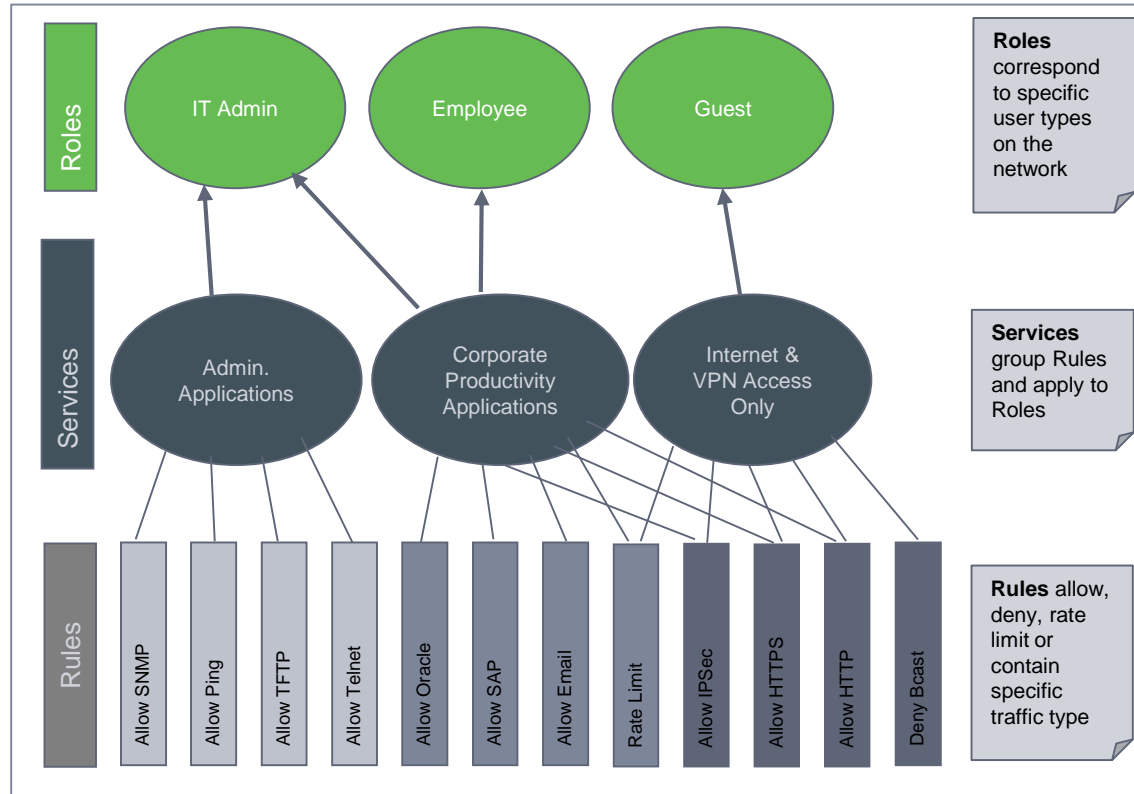 Roles
IT Admin
Employee
Guest
Roles
correspond
to specific
user types
on the
network
Services
Admin.
Applications
Corporate
Productivity
Applications
Internet &
VPN Access
Only
Services
group Rules
and apply to
Roles
Rules
Allow SNMP
Allow Ping
Allow TFTP
Allow Telnet
Allow Oracle
Allow SAP
Allow Email
Rate Limit
Allow IPSec
Allow HTTPS
Allow HTTP
Deny Bcast
Rules allow,
deny, rate
limit or
contain
specific
traffic type